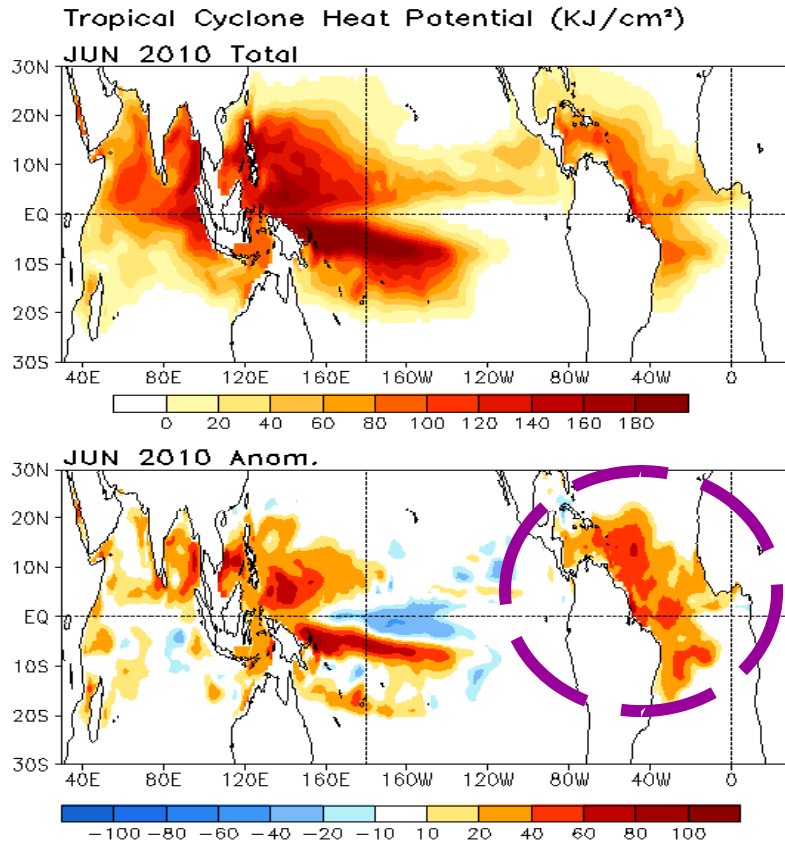 Tropical Cyclone Heat Potential (KJ/cm²)
JUN 2010 Total
30N
20N
10N
EQ
10S
20S
30S
40E 80E 120E 160E 160W 120W 80W 40W 0
0 20 60 40 80 100 120 140 160 180
JUN 2010 Anom.
30N
20N
10N
EQ
10S
20S
30S
40E 80E 120E 160E 160W 120W 80W 40W 0
−100 −80 −60 −40 −20 −10 10 20 40 60 80 100